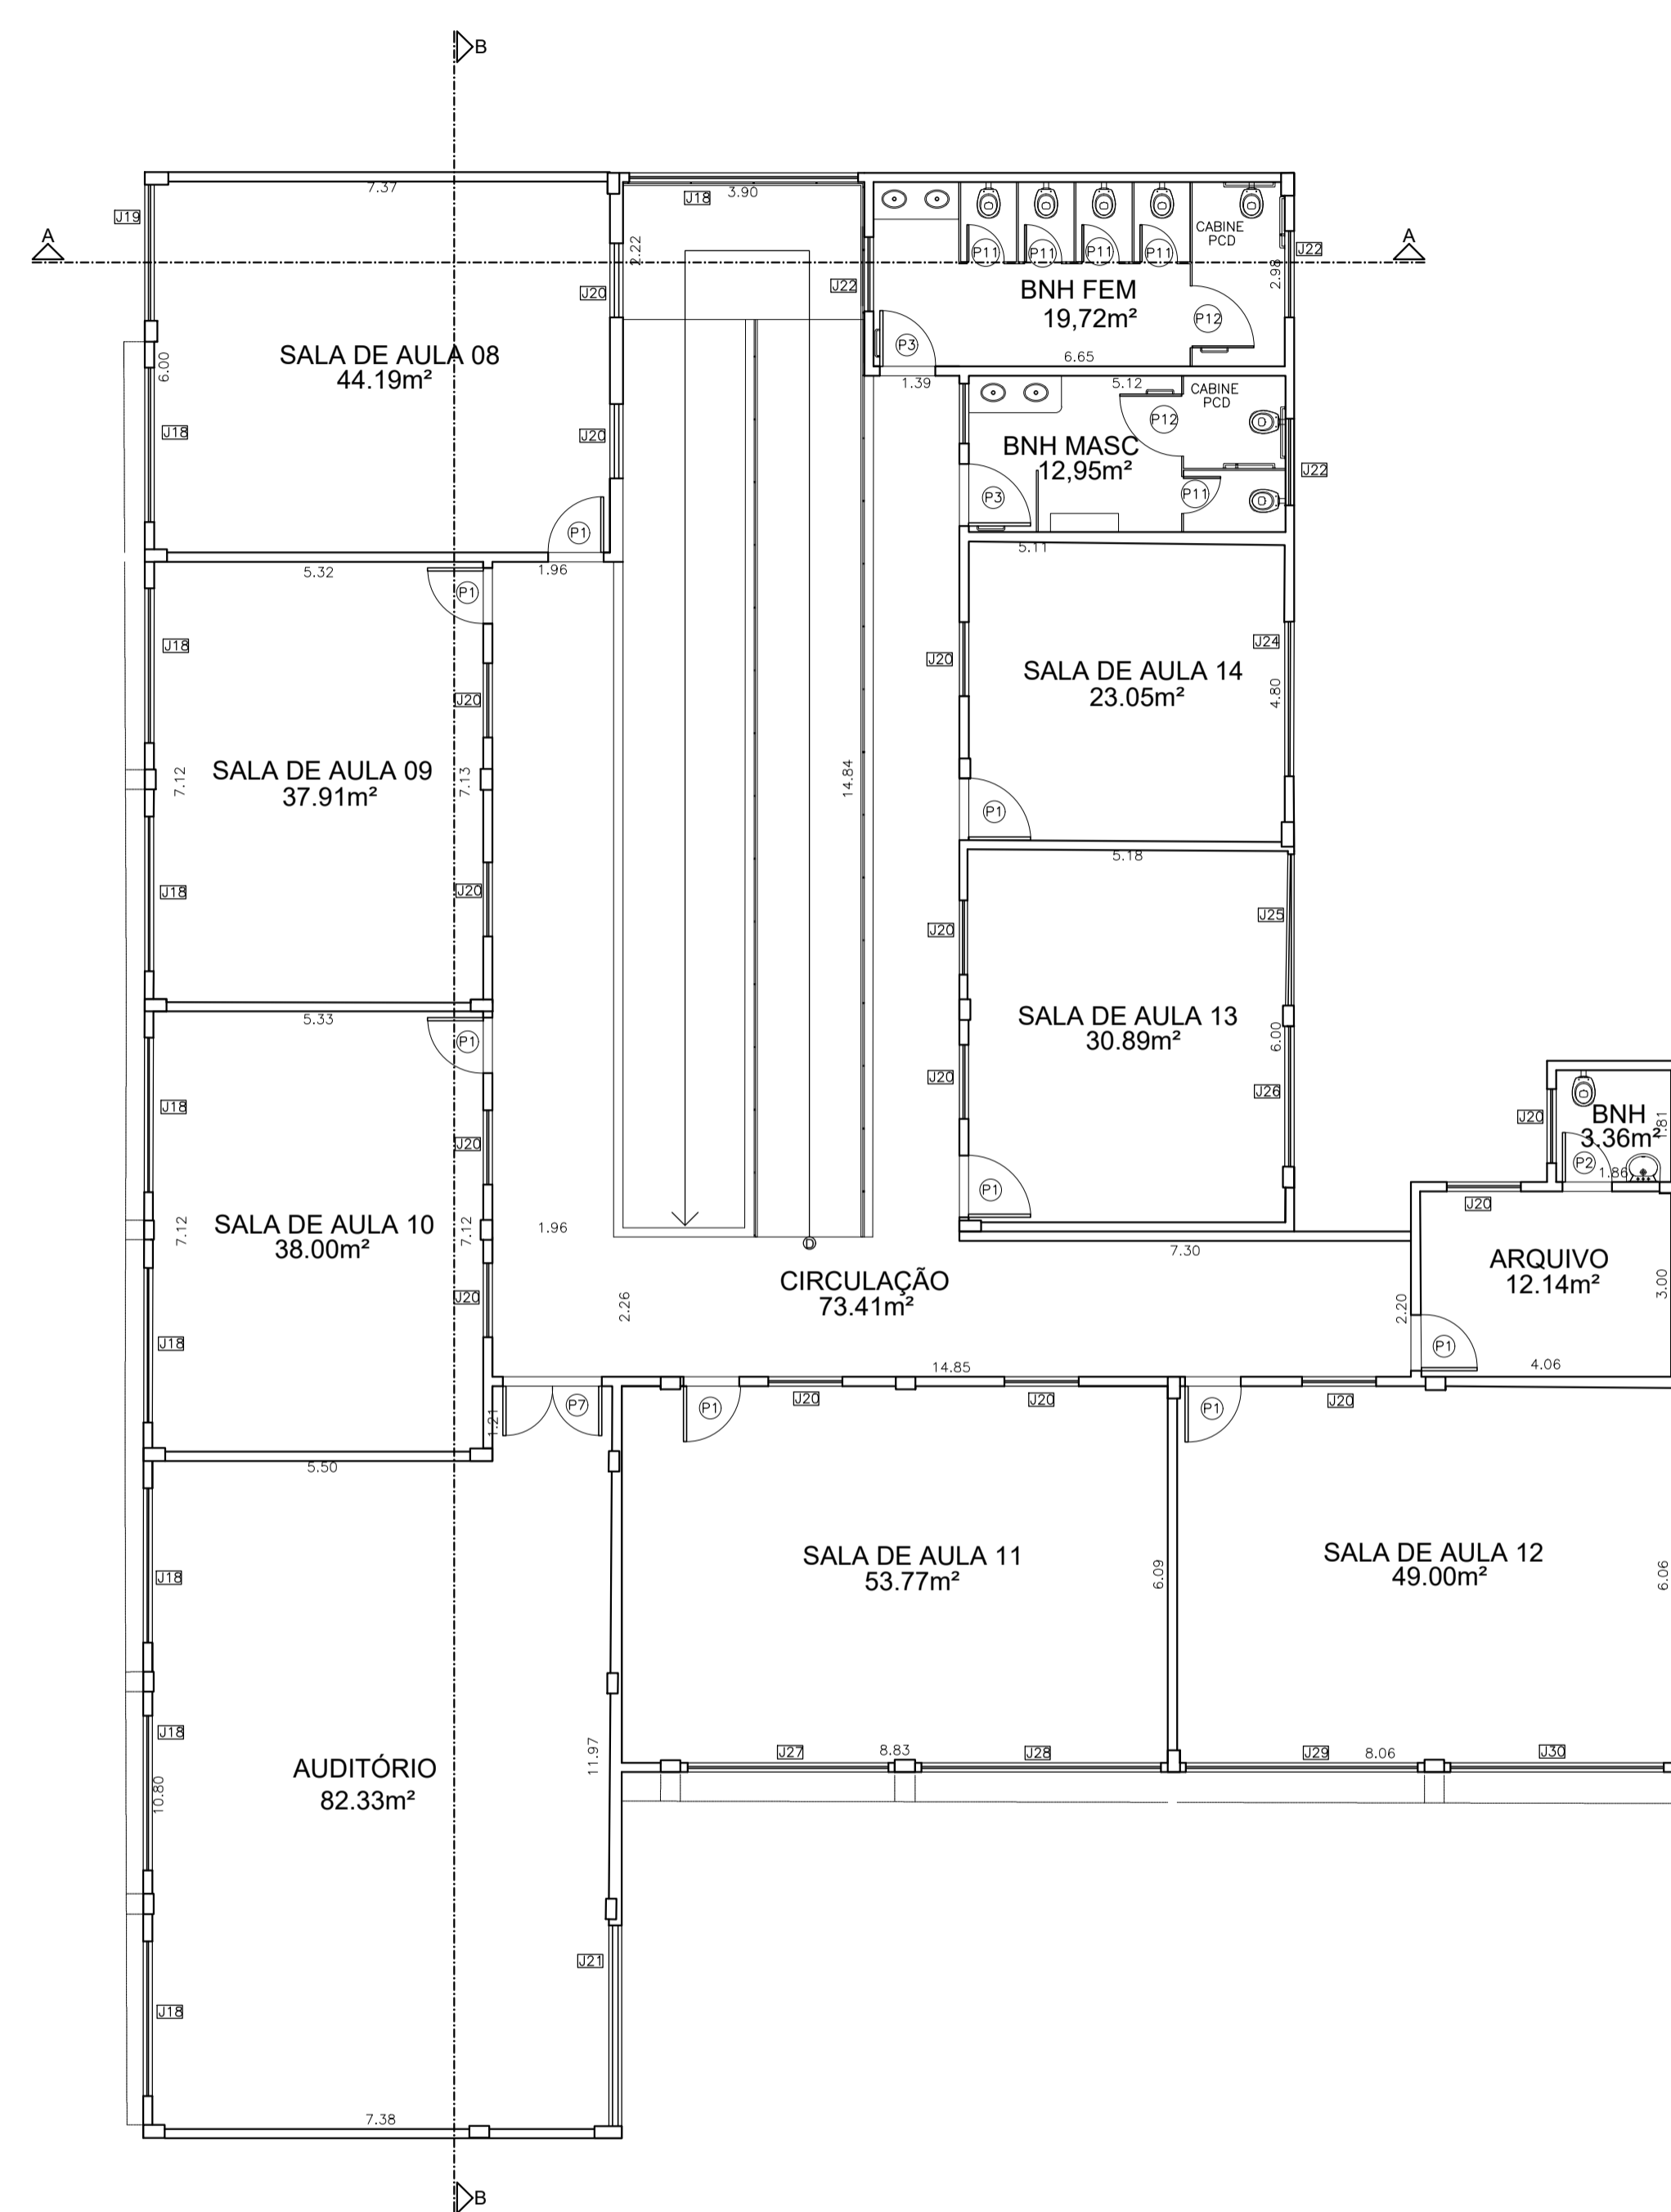 B
7.37
J18
3.90
J19
A
A
2.22
CABINE
PCD
P11
P11
P11
P11
J22
2.98
J20
J22
BNH FEM
19,72m²
P12
P3
SALA DE AULA 08
44.19m²
6.00
6.65
1.39
5.12
CABINE
PCD
P12
J18
J20
BNH MASC
12,95m²
J22
P3
P11
P1
5.11
5.32
1.96
P1
J18
J20
J24
SALA DE AULA 14
23.05m²
4.80
J20
SALA DE AULA 09
37.91m²
7.12
7.13
14.84
P1
5.18
J18
J20
J25
J20
5.33
SALA DE AULA 13
30.89m²
6.00
P1
J20
J26
J18
J20
J20
BNH
3.36m²
1.81
P2
1.86
P1
J20
SALA DE AULA 10
38.00m²
7.12
7.12
1.96
D
7.30
ARQUIVO
12.14m²
3.00
CIRCULAÇÃO
73.41m²
J20
2.26
2.20
J18
P1
14.85
4.06
1.21
P7
P1
J20
J20
P1
J20
5.50
SALA DE AULA 11
53.77m²
6.09
SALA DE AULA 12
49.00m²
6.06
J18
J18
J27
8.83
J28
J29
8.06
J30
11.97
AUDITÓRIO
82.33m²
10.80
J21
J18
7.38
B